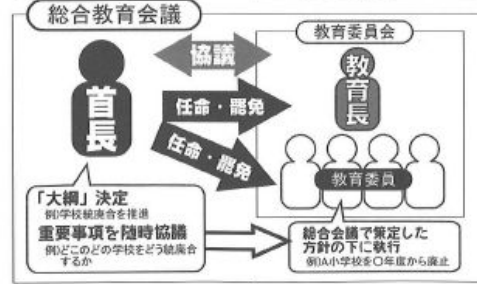 総合教育会議
教育委員会
協議
首長
教育長
任命・罷免
任命・罷免
教育委員
「大綱」決定
例)学校統廃合を推進
重要事項を随時協議
例)どこのどの学校をどう統廃合
するか
総合会議で策定した
方針の下に執行
例)A小学校を〇年度から廃止